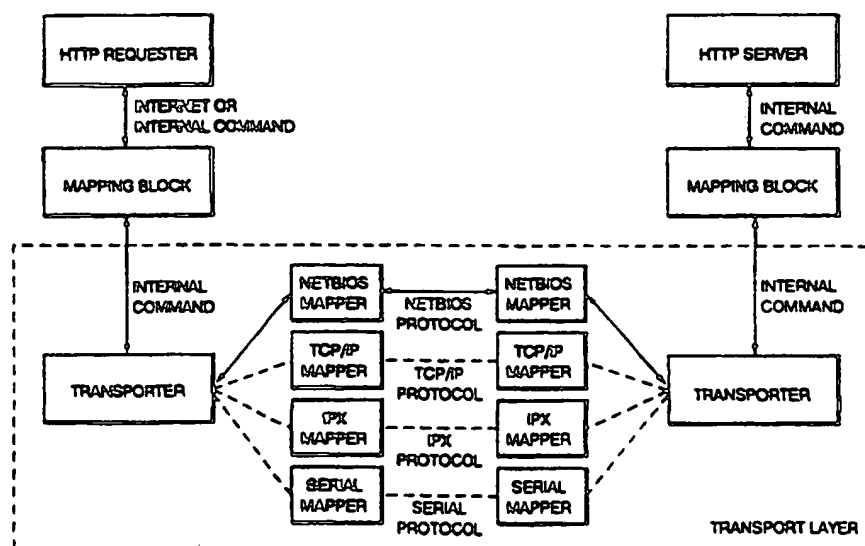 HTTP REQUESTER
HTTP SERVER
INTERNET OR
INTERNAL COMMAND
INTERNAL
COMMAND
MAPPING BLOCK
MAPPING BLOCK
INTERNAL
COMMAND
NETBIOS
MAPPER
NETBIOS
PROTOCOL
NETBIOS
MAPPER
INTERNAL
COMMAND
TRANSPORTER
TCP/IP
MAPPER
TCP/IP
PROTOCOL
TCP/IP
MAPPER
TRANSPORTER
IPX
MAPPER
IPX
PROTOCOL
IPX
MAPPER
SERIAL
MAPPER
SERIAL
PROTOCOL
SERIAL
MAPPER
TRANSPORT LAYER